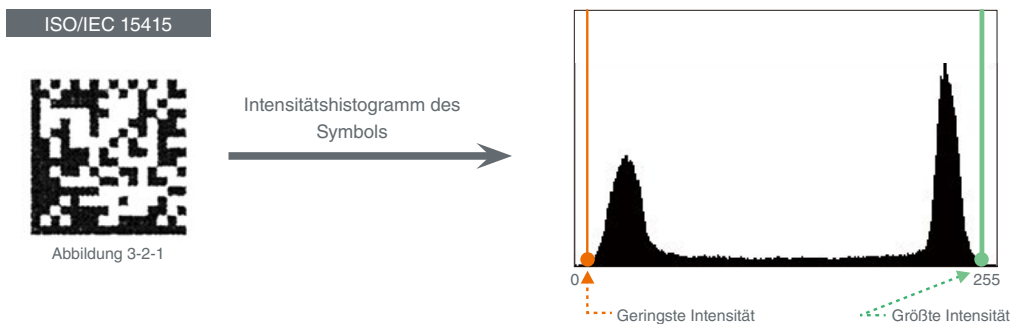 ISO/IEC 15415
Abbildung 3-2-1
Intensitätshistogramm des
Symbols
0
255
Geringste Intensität
Größte Intensität